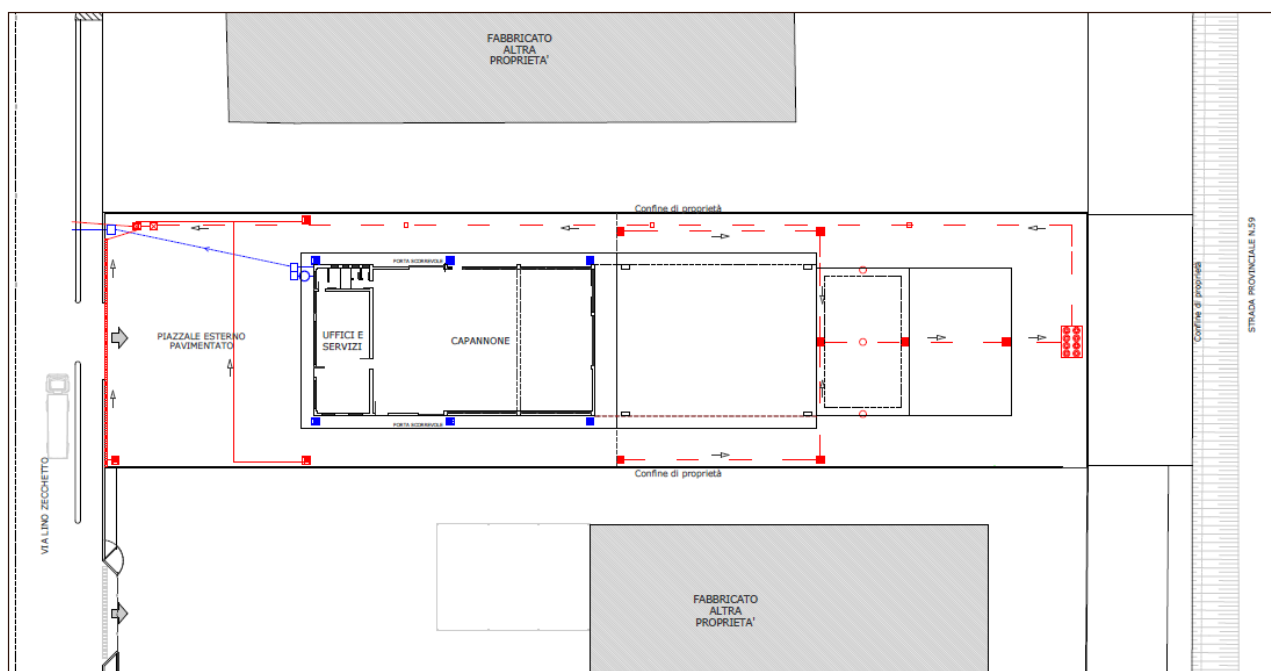 FABBRICATO
ALTRA
PROPRIETA'
Confine di proprietà
STRADA PROVINCIALE N.59
Confine di proprietà
PORTA SCORREVOLE
PIAZZALE ESTERNO
PAVIMENTATO
UFFICI E
SERVIZI
CAPANNONE
PORTA SCORREVOLE
Confine di proprietà
VIA LINO ZECCHETTO
FABBRICATO
ALTRA
PROPRIETA'